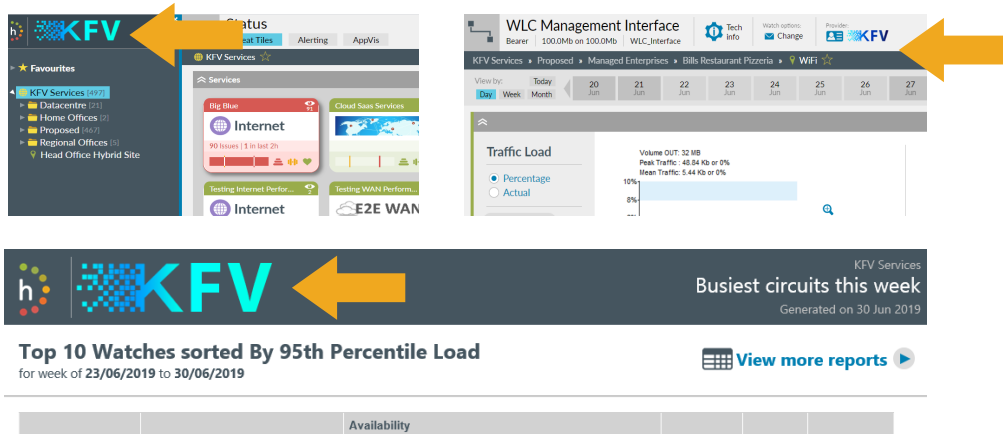 h KFV
Status
Heat Tiles Alerting AppVis
KFV Services
Favourites
Services
KFV Services [497]
Datacentre [21]
Home Offices [2]
Proposed [467]
Regional Offices [5]
Head Office Hybrid Site
Big Blue 91 Cloud Saas Services
Internet
90 Issues | 1 in last 2h
Testing Internet Perfor... 2 Testing WAN Perform...
Internet E2E WAN
WLC Management Interface
Bearer 100.0Mb on 100.0Mb WLC_Interface
Tech
info
Watch options:
Change
Provider:
KFV
KFV Services » Proposed » Managed Enterprises » Bills Restaurant Pizzeria » WiFi
View by: Today
Day Week Month
20 21 22 23 24 25 26 27
Jun Jun Jun Jun Jun Jun Jun Jun
Traffic Load
Percentage
Actual
Volume OUT: 32 MB
Peak Traffic : 48.84 Kb or 0%
Mean Traffic: 5.44 Kb or 0%
10%
8%
h KFV
KFV Services
Busiest circuits this week
Generated on 30 Jun 2019
Top 10 Watches sorted By 95th Percentile Load
for week of 23/06/2019 to 30/06/2019
View more reports
Availability